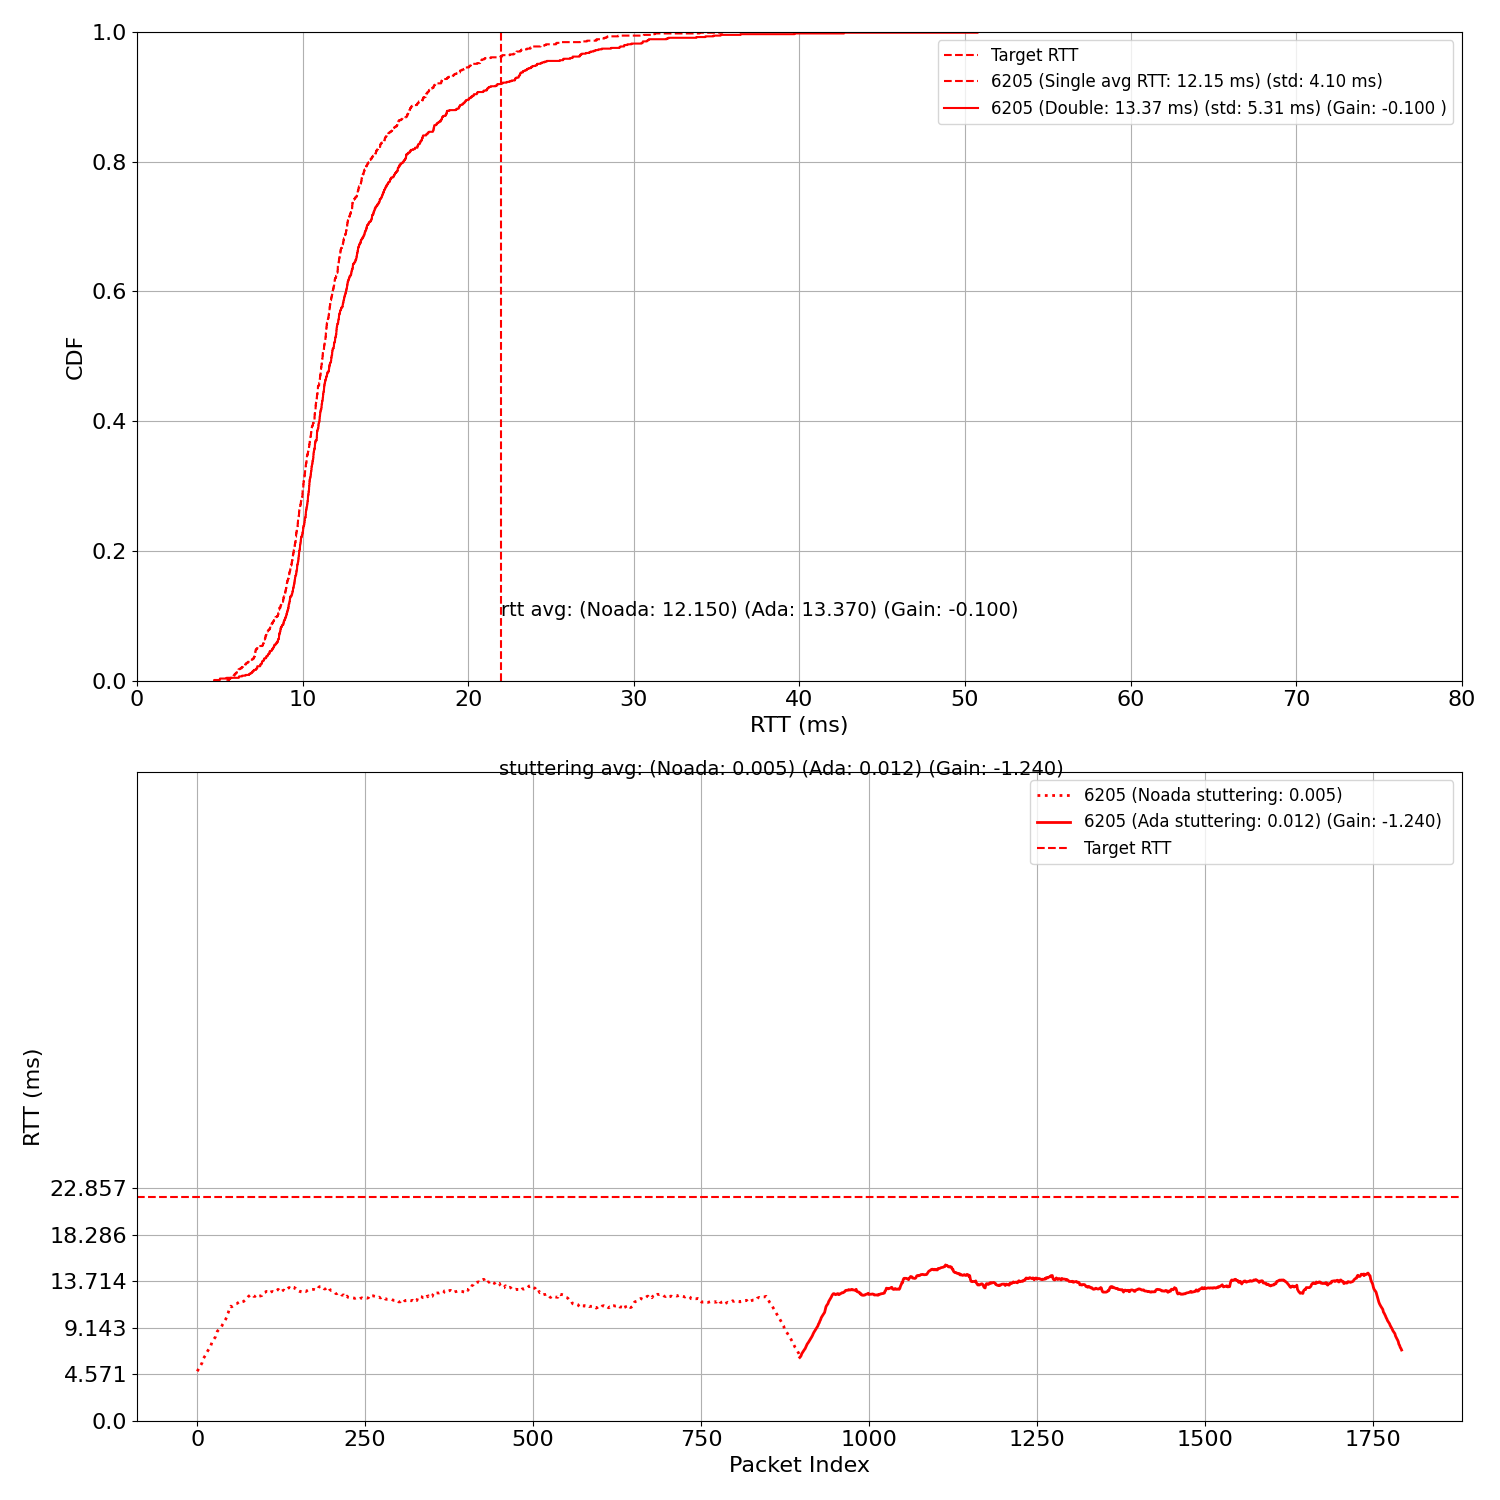 1.0
0.8
0.6
0.4
0.2
0.0
CDF
Target RTT
6205 (Single avg RTT: 12.15 ms) (std: 4.10 ms)
6205 (Double: 13.37 ms) (std: 5.31 ms) (Gain: -0.100 )
rtt avg: (Noada: 12.150) (Ada: 13.370) (Gain: -0.100)
0 10 20 30 40 50 60 70 80
RTT (ms)
stuttering avg: (Noada: 0.005) (Ada: 0.012) (Gain: -1.240)
6205 (Noada stuttering: 0.005)
6205 (Ada stuttering: 0.012) (Gain: -1.240)
Target RTT
RTT (ms)
22.857
18.286
13.714
9.143
4.571
0.0
0 250 500 750 1000 1250 1500 1750
Packet Index